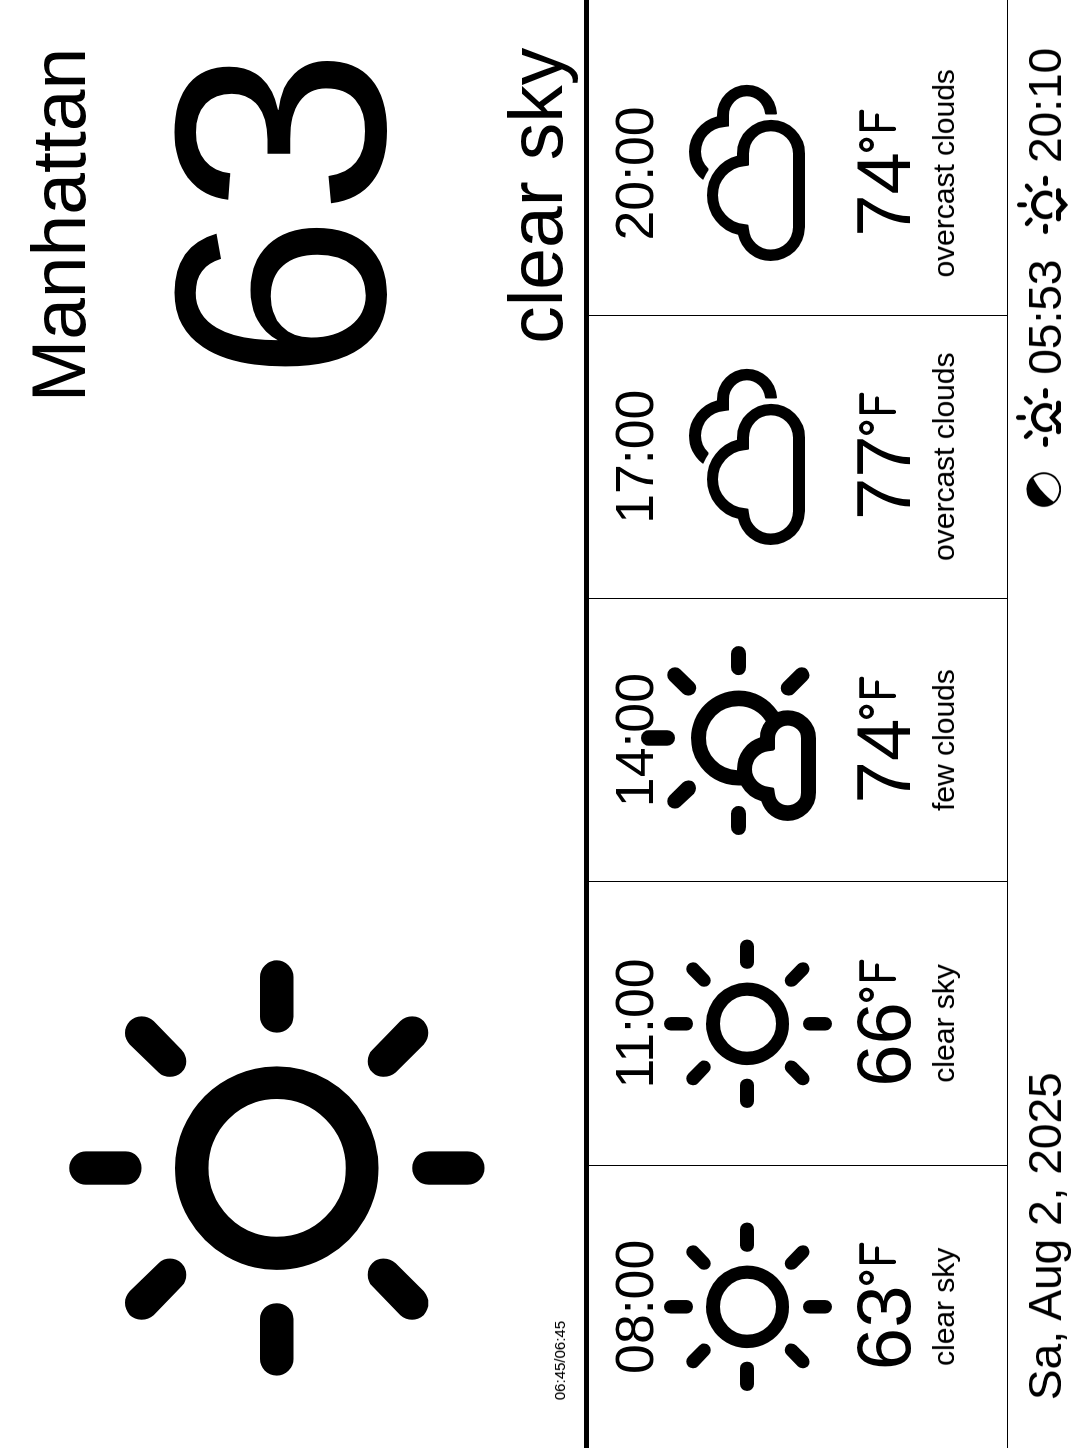 Manhattan
63
clear sky
06:45/06:45
08:00
63°F
clear sky
11:00
66°F
clear sky
14:00
74°F
few clouds
17:00
77°F
overcast clouds
20:00
74°F
overcast clouds
Sa, Aug 2, 2025
05:53
20:10